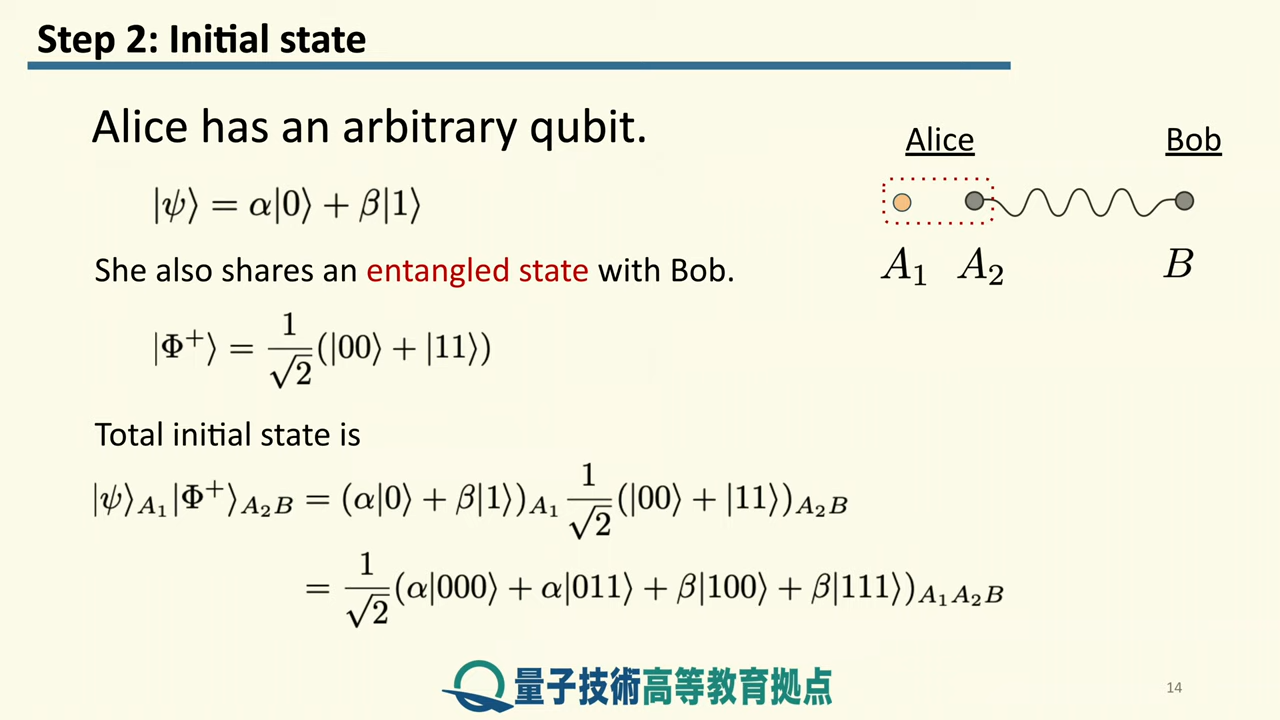 Step 2: Initial state
Alice has an arbitrary qubit.
|ψ⟩ = α|0⟩ + β|1⟩
She also shares an entangled state with Bob.
|Φ⁺⟩ = 1/√2 (|00⟩ + |11⟩)
Total initial state is
|ψ⟩_{A₁}|Φ⁺⟩_{A₂B} = (α|0⟩ + β|1⟩)_{A₁} 1/√2 (|00⟩ + |11⟩)_{A₂B}
= 1/√2 (α|000⟩ + α|011⟩ + β|100⟩ + β|111⟩)_{A₁A₂B}
Alice Bob
A₁ A₂ B
量子技術高等教育拠点
14